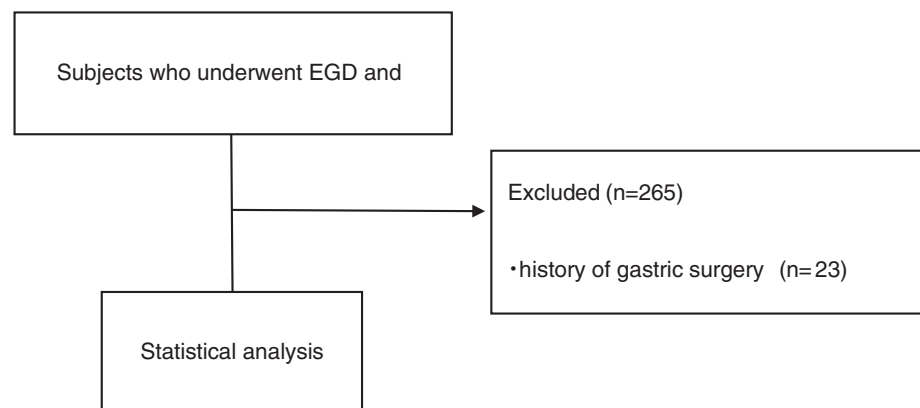 Subjects who underwent EGD and
Excluded (n=265)
・history of gastric surgery (n=23)
Statistical analysis